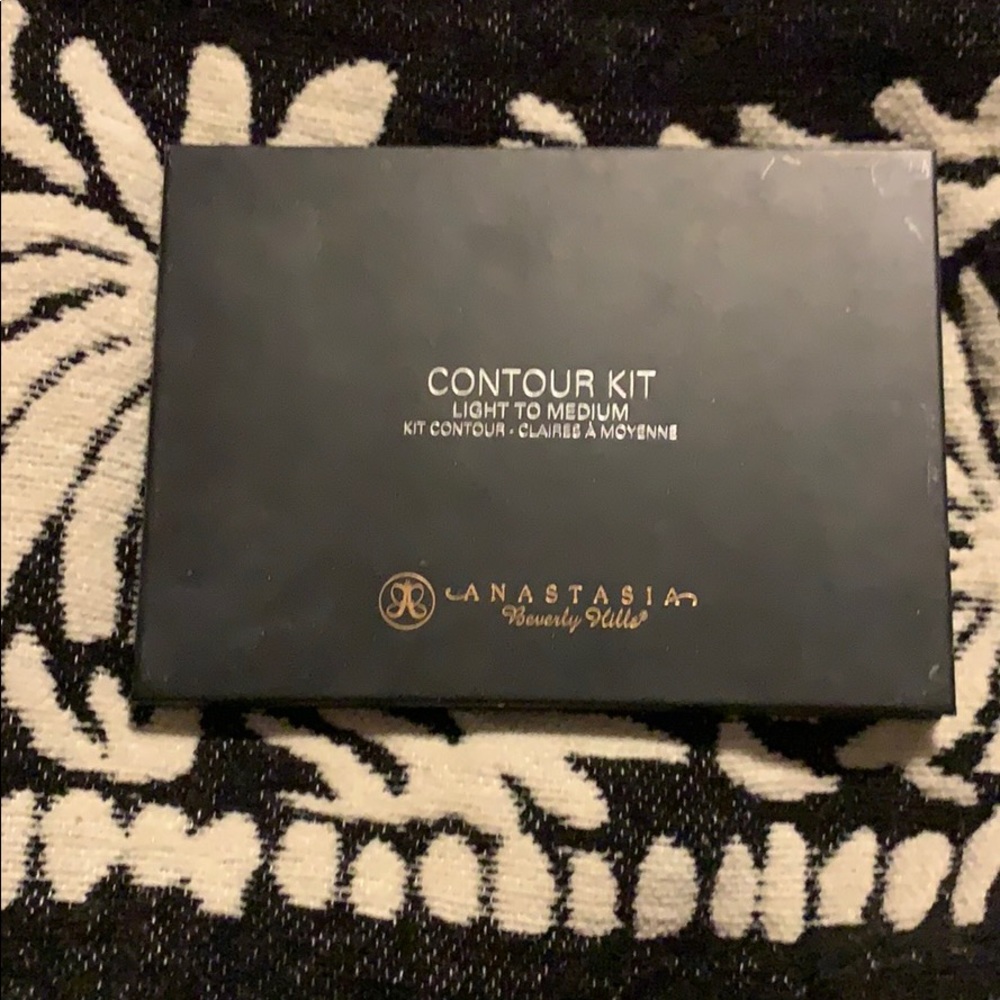 CONTOUR KIT
LIGHT TO MEDIUM
KIT CONTOUR - CLAIRES À MOYENNE
ANASTASIA
Beverly Hills®